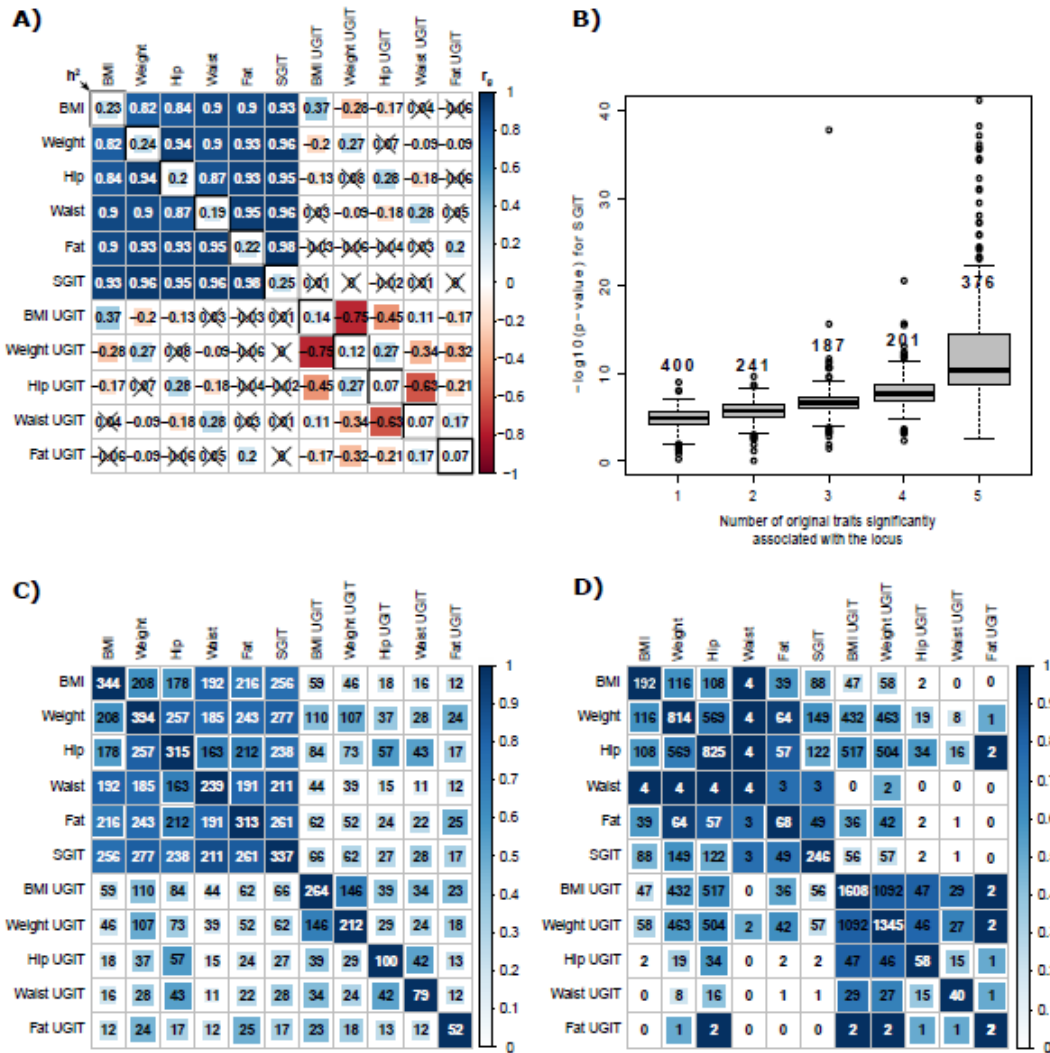 A)
h² BMI Weight Hip Waist Fat SGIT BMI UGIT Weight UGIT Hip UGIT Waist UGIT Fat UGIT r_g
BMI 0.23 0.82 0.84 0.9 0.9 0.93 0.37 −0.28 −0.17 0.04 −0.06
Weight 0.82 0.24 0.94 0.9 0.93 0.96 −0.2 0.27 0.07 −0.09 −0.09
Hip 0.84 0.94 0.2 0.87 0.93 0.95 −0.13 0.08 0.28 −0.18 −0.06
Waist 0.9 0.9 0.87 0.19 0.95 0.96 0.03 −0.09 −0.18 0.28 0.05
Fat 0.9 0.93 0.93 0.95 0.22 0.98 −0.03 −0.06 −0.04 0.03 0.2
SGIT 0.93 0.96 0.95 0.96 0.98 0.25 0.01 0 −0.02 0.01 0
BMI UGIT 0.37 −0.2 −0.13 0.03 −0.03 0.01 0.14 −0.75 −0.45 0.11 −0.17
Weight UGIT −0.28 0.27 0.08 −0.09 −0.06 0 −0.75 0.12 0.27 −0.34 −0.32
Hip UGIT −0.17 0.07 0.28 −0.18 −0.04 −0.02 −0.45 0.27 0.07 −0.63 −0.21
Waist UGIT 0.04 −0.09 −0.18 0.28 0.03 0.01 0.11 −0.34 −0.63 0.07 0.17
Fat UGIT −0.06 −0.09 −0.06 0.05 0.2 0 −0.17 −0.32 −0.21 0.17 0.07
1
0.8
0.6
0.4
0.2
0
−0.2
−0.4
−0.6
−0.8
−1
B)
−log10(p−value) for SGIT
40
30
20
10
0
400 241 187 201 376
1 2 3 4 5
Number of original traits significantly
associated with the locus
C)
BMI Weight Hip Waist Fat SGIT BMI UGIT Weight UGIT Hip UGIT Waist UGIT Fat UGIT
BMI 344 208 178 192 216 256 59 46 18 16 12
Weight 208 394 257 185 243 277 110 107 37 28 24
Hip 178 257 315 163 212 238 84 73 57 43 17
Waist 192 185 163 239 191 211 44 39 15 11 12
Fat 216 243 212 191 313 261 62 52 24 22 25
SGIT 256 277 238 211 261 337 66 62 27 28 17
BMI UGIT 59 110 84 44 62 66 264 146 39 34 23
Weight UGIT 46 107 73 39 52 62 146 212 29 24 18
Hip UGIT 18 37 57 15 24 27 39 29 100 42 13
Waist UGIT 16 28 43 11 22 28 34 24 42 79 12
Fat UGIT 12 24 17 12 25 17 23 18 13 12 52
1
0.9
0.8
0.7
0.6
0.5
0.4
0.3
0.2
0.1
0
D)
BMI Weight Hip Waist Fat SGIT BMI UGIT Weight UGIT Hip UGIT Waist UGIT Fat UGIT
BMI 192 116 108 4 39 88 47 58 2 0 0
Weight 116 814 569 4 64 149 432 463 19 8 1
Hip 108 569 825 4 57 122 517 504 34 16 2
Waist 4 4 4 4 3 3 0 2 0 0 0
Fat 39 64 57 3 68 49 36 42 2 1 0
SGIT 88 149 122 3 49 246 56 57 2 1 0
BMI UGIT 47 432 517 0 36 56 1608 1092 47 29 2
Weight UGIT 58 463 504 2 42 57 1092 1345 46 27 2
Hip UGIT 2 19 34 0 2 2 47 46 58 15 1
Waist UGIT 0 8 16 0 1 1 29 27 15 40 1
Fat UGIT 0 1 2 0 0 0 2 2 1 1 2
1
0.9
0.8
0.7
0.6
0.5
0.4
0.3
0.2
0.1
0